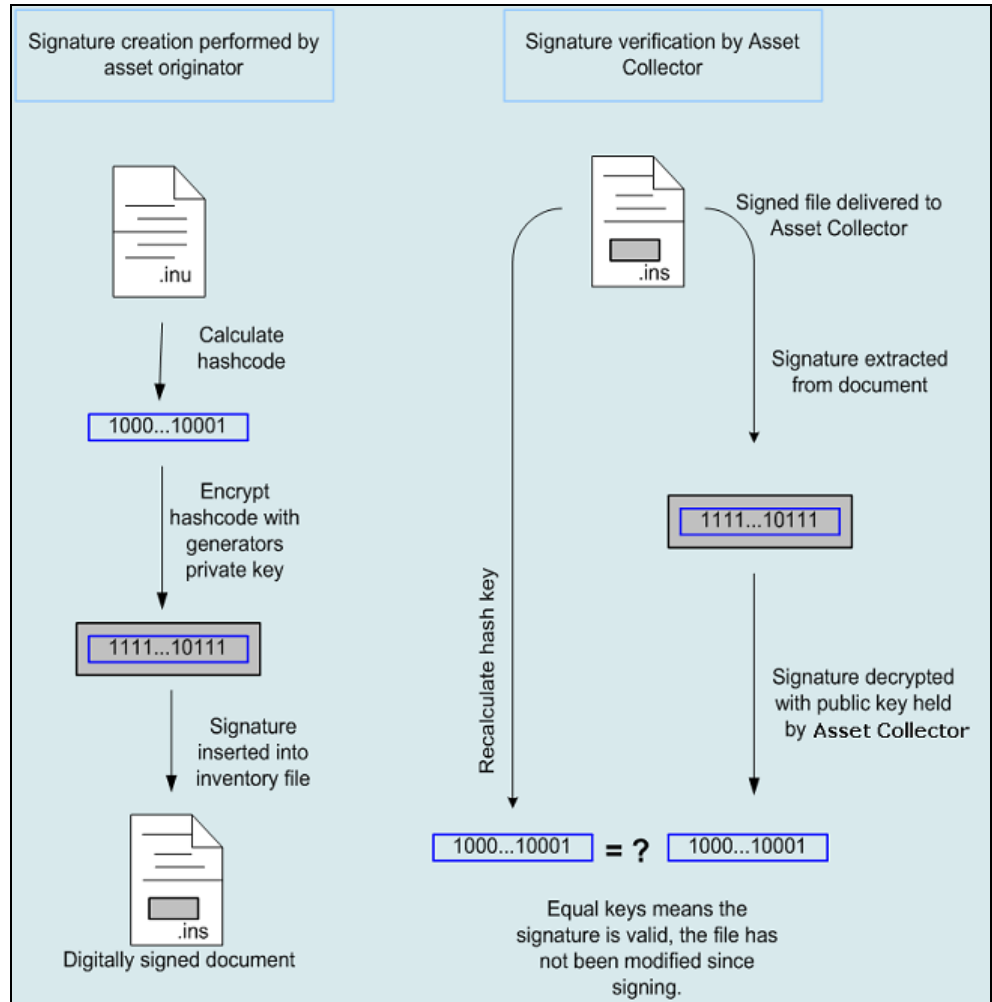 Signature creation performed by
asset originator
.inu
Calculate
hashcode
1000...10001
Encrypt
hashcode with
generators
private key
1111...10111
Signature
inserted into
inventory file
.ins
Digitally signed document
Signature verification by Asset
Collector
.ins
Signed file delivered to
Asset Collector
Signature extracted
from document
1111...10111
Recalculate hash key
Signature decrypted
with public key held
by Asset Collector
1000...10001 = ? 1000...10001
Equal keys means the
signature is valid, the file has
not been modified since
signing.